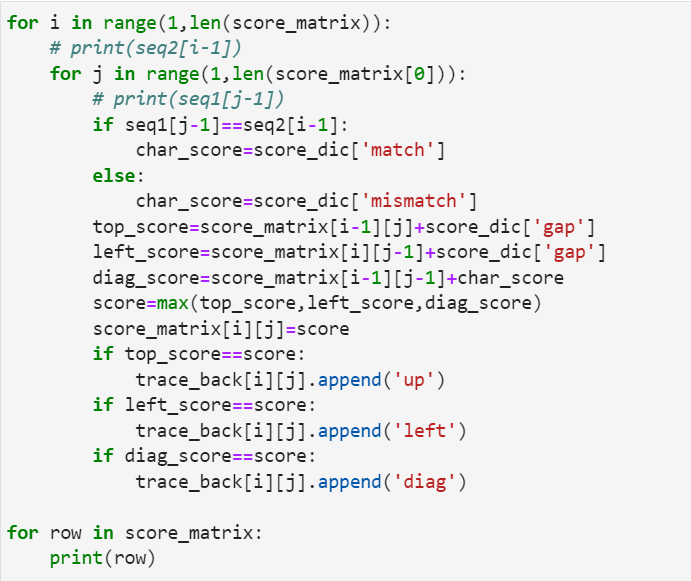 for i in range(1,len(score_matrix)):
    # print(seq2[i-1])
    for j in range(1,len(score_matrix[0])):
        # print(seq1[j-1])
        if seq1[j-1]==seq2[i-1]:
            char_score=score_dic['match']
        else:
            char_score=score_dic['mismatch']
        top_score=score_matrix[i-1][j]+score_dic['gap']
        left_score=score_matrix[i][j-1]+score_dic['gap']
        diag_score=score_matrix[i-1][j-1]+char_score
        score=max(top_score,left_score,diag_score)
        score_matrix[i][j]=score
        if top_score==score:
            trace_back[i][j].append('up')
        if left_score==score:
            trace_back[i][j].append('left')
        if diag_score==score:
            trace_back[i][j].append('diag')

for row in score_matrix:
    print(row)